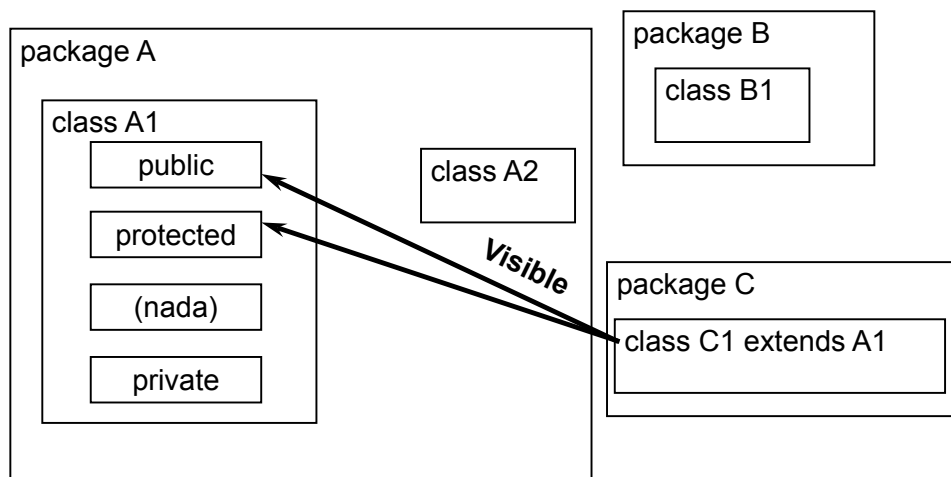 package A
class A1
public
protected
(nada)
private
class A2
Visible
package B
class B1
package C
class C1 extends A1